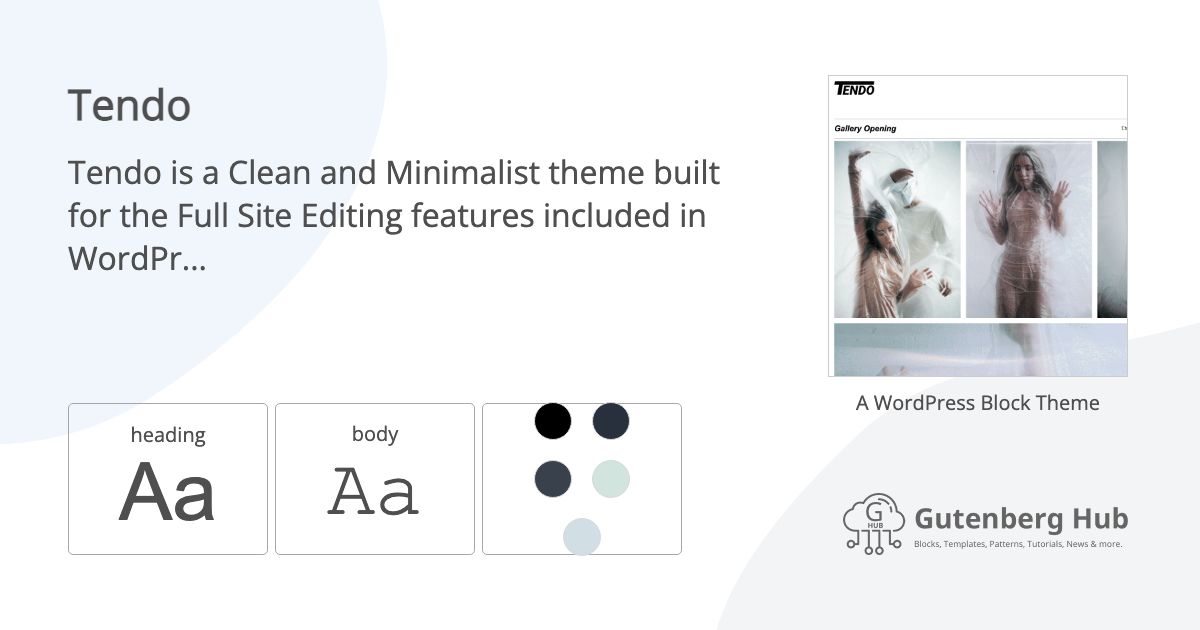 Tendo
Tendo is a Clean and Minimalist theme built
for the Full Site Editing features included in
WordPr...
TENDO
Gallery Opening
A WordPress Block Theme
heading
Aa
body
Aa
G
HUB
Gutenberg Hub
Blocks, Templates, Patterns, Tutorials, News & more.